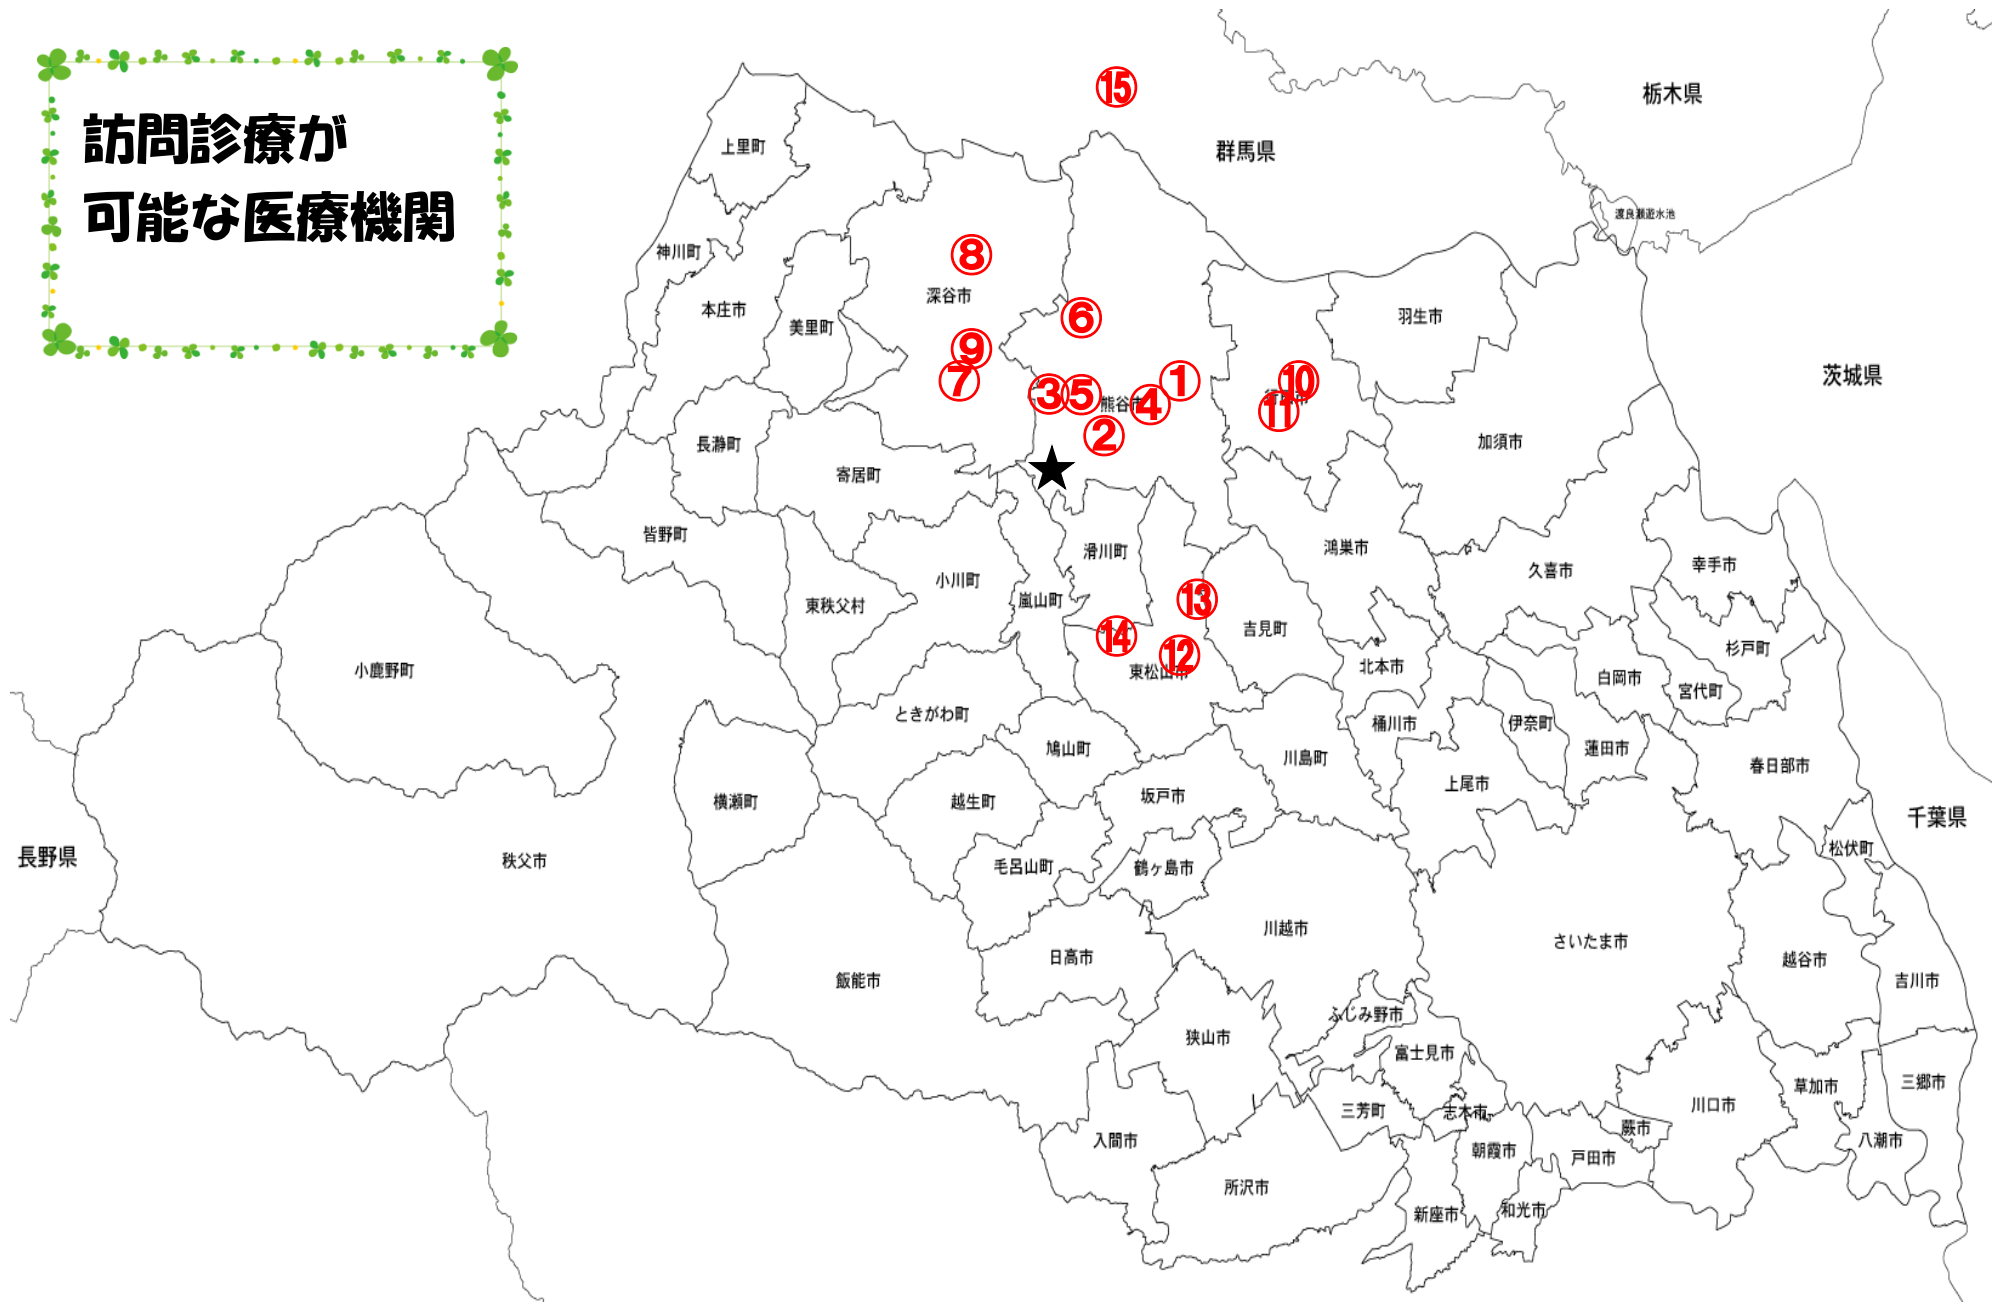 訪問診療が
可能な医療機関
⑮
栃木県
群馬県
上里町
渡良瀬遊水池
神川町
⑧
深谷市
本庄市
美里町
⑥
羽生市
⑨
⑦
③
⑤
熊谷市
④
①
⑩
⑪
茨城県
②
長瀞町
寄居町
加須市
★
皆野町
滑川町
鴻巣市
久喜市
幸手市
小川町
嵐山町
東秩父村
⑬
吉見町
⑭
⑫
東松山市
小鹿野町
北本市
杉戸町
白岡市
宮代町
ときがわ町
桶川市
伊奈町
鳩山町
川島町
蓮田市
春日部市
上尾市
横瀬町
越生町
坂戸市
千葉県
長野県
秩父市
毛呂山町
鶴ヶ島市
松伏町
川越市
さいたま市
日高市
越谷市
飯能市
吉川市
ふじみ野市
狭山市
富士見市
三郷市
草加市
三芳町
志木市
川口市
蕨市
入間市
八潮市
朝霞市
戸田市
所沢市
新座市
和光市